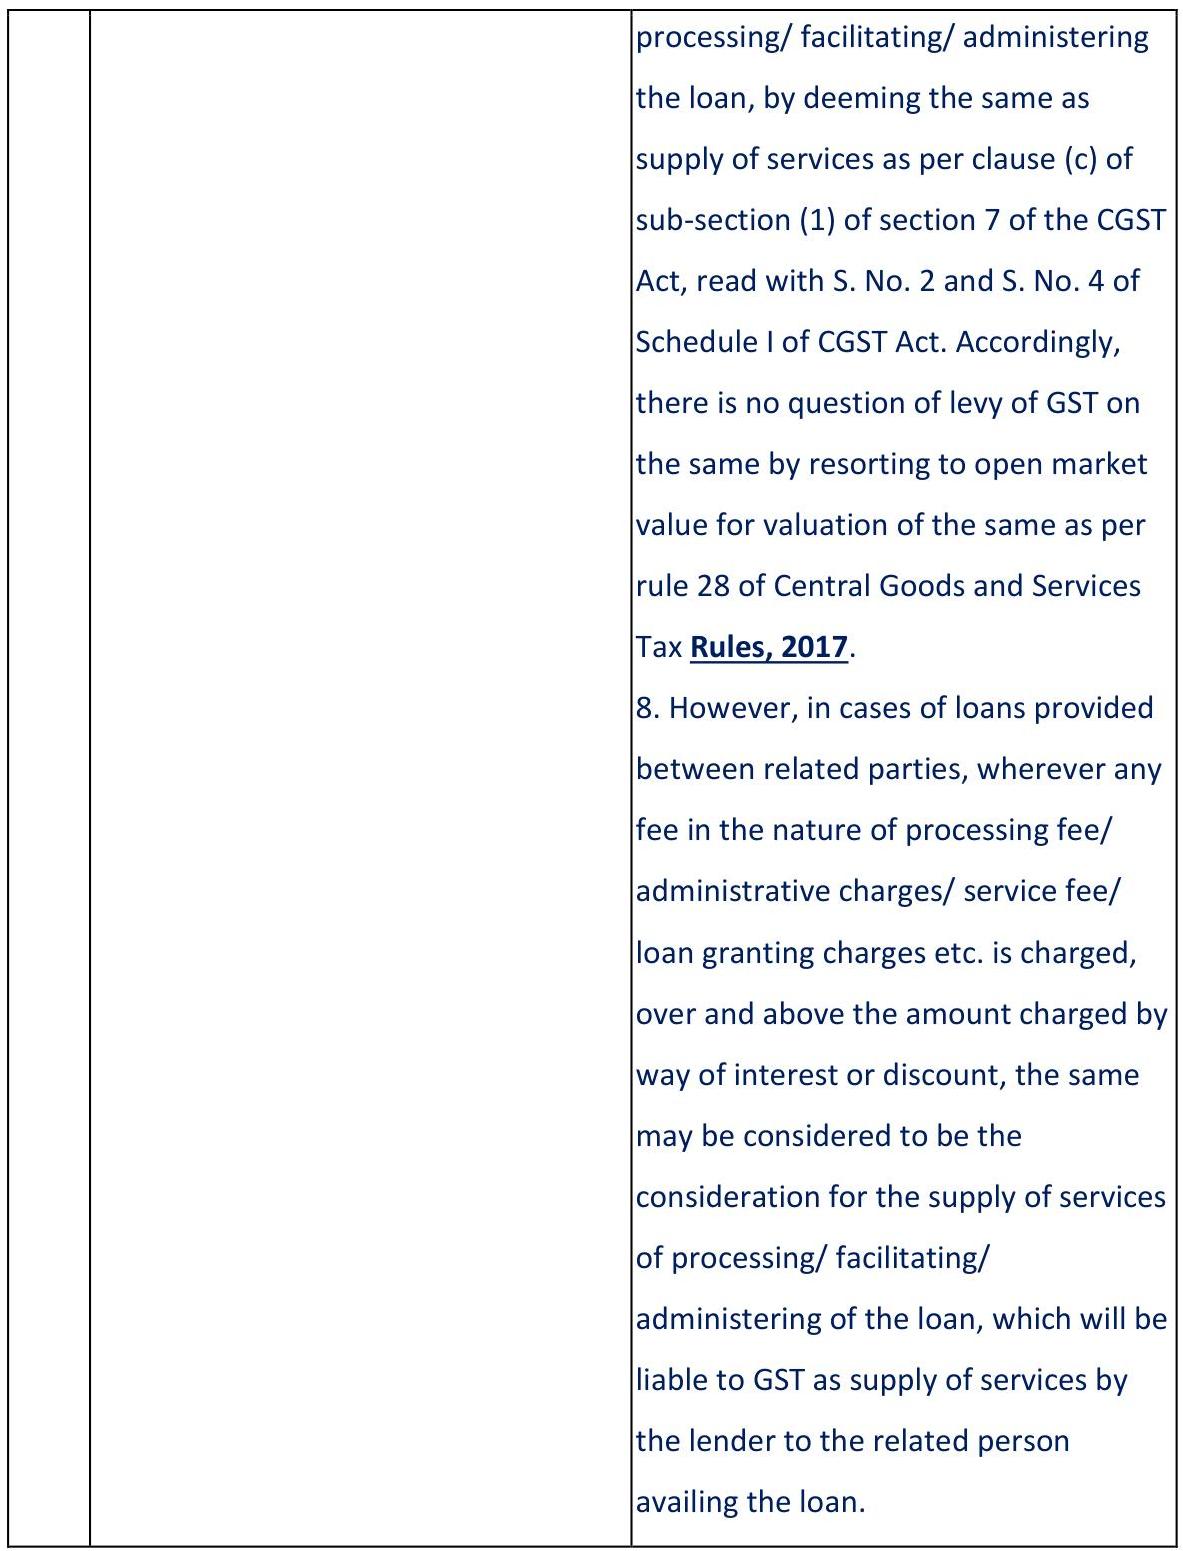 processing/ facilitating/ administering
the loan, by deeming the same as
supply of services as per clause (c) of
sub-section (1) of section 7 of the CGST
Act, read with S. No. 2 and S. No. 4 of
Schedule I of CGST Act. Accordingly,
there is no question of levy of GST on
the same by resorting to open market
value for valuation of the same as per
rule 28 of Central Goods and Services
Tax Rules, 2017.
8. However, in cases of loans provided
between related parties, wherever any
fee in the nature of processing fee/
administrative charges/ service fee/
loan granting charges etc. is charged,
over and above the amount charged by
way of interest or discount, the same
may be considered to be the
consideration for the supply of services
of processing/ facilitating/
administering of the loan, which will be
liable to GST as supply of services by
the lender to the related person
availing the loan.